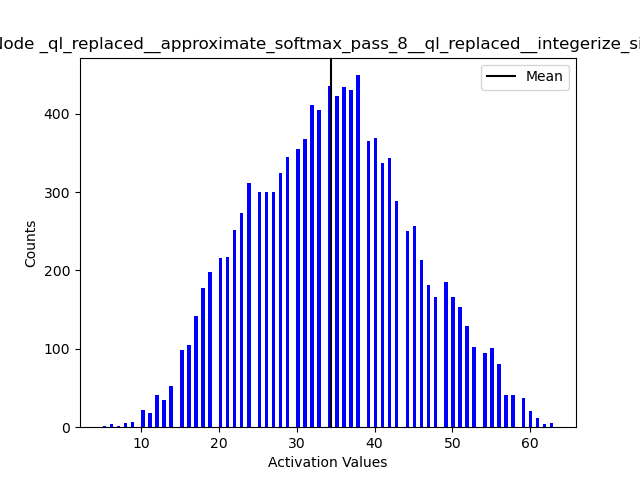 Node _ql_replaced__approximate_softmax_pass_8__ql_replaced__integerize_si
Mean
Counts
400
300
200
100
0
10 20 30 40 50 60
Activation Values